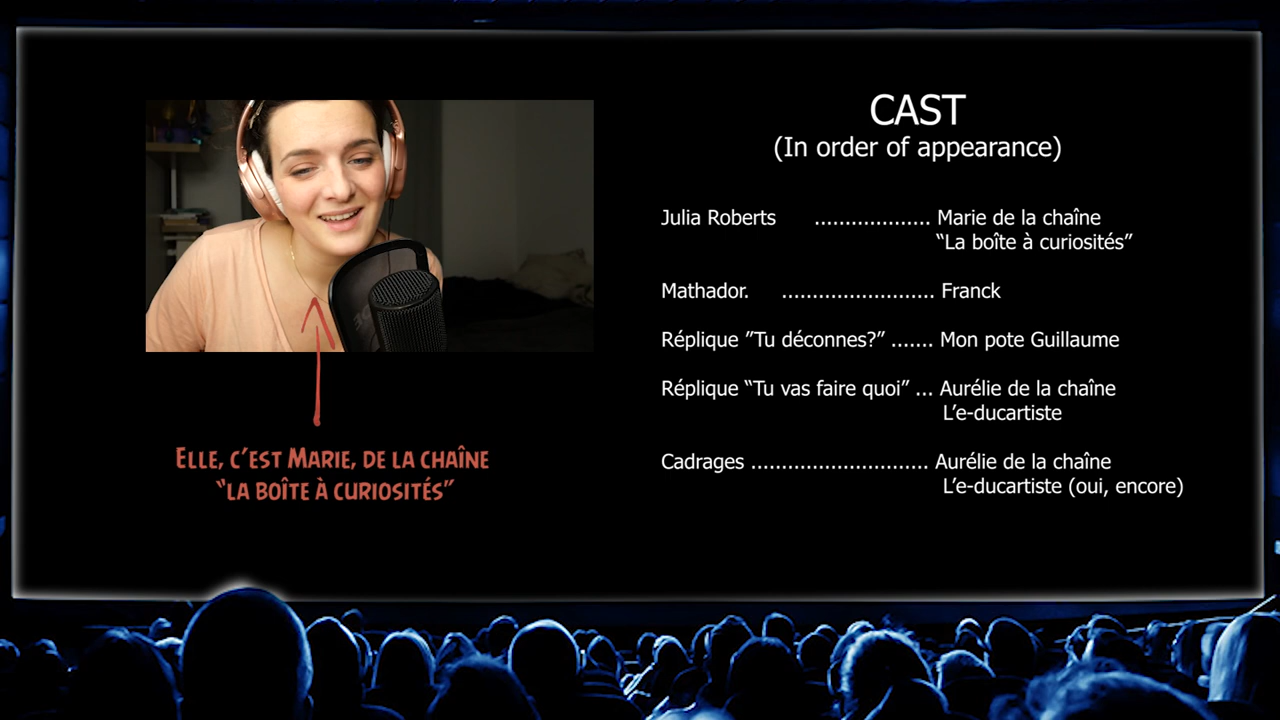 CAST
(In order of appearance)
Julia Roberts ................... Marie de la chaîne
“La boîte à curiosités”
Mathador. ......................... Franck
Réplique ”Tu déconnes?” ....... Mon pote Guillaume
Réplique “Tu vas faire quoi” ... Aurélie de la chaîne
L’e-ducartiste
Cadrages ............................. Aurélie de la chaîne
L’e-ducartiste (oui, encore)
ELLE, C’EST MARIE, DE LA CHAÎNE
“LA BOÎTE À CURIOSITÉS”